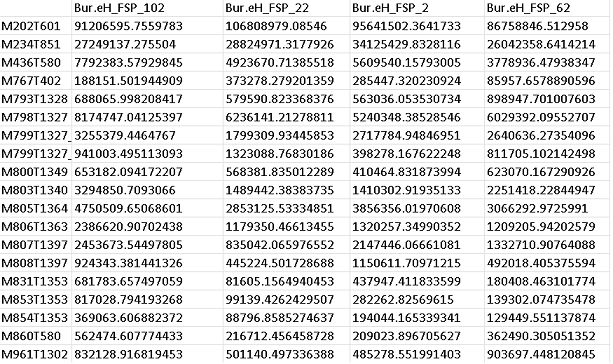 Bur.eH_FSP_102 Bur.eH_FSP_22 Bur.eH_FSP_2 Bur.eH_FSP_62
M202T601 91206595.7559783 106808979.08546 95641502.3641733 86758846.512958
M234T851 27249137.275504 28824971.3177926 34125429.8328116 26042358.6414214
M436T580 7792383.57929845 4923670.71385518 5609540.15793005 3778936.47938347
M767T402 188151.501944909 373278.279201359 285447.320230924 85957.6578890596
M793T1328 688065.998208417 579590.823368376 563036.053530734 898947.701007603
M798T1327 8174747.04125397 6236141.21278811 5240348.38528546 6029392.09552707
M799T1327_ 3255379.4464767 1799309.93445853 2717784.94846951 2640636.27354096
M799T1327_ 941003.495113093 1323088.76830186 398278.167622248 811705.102142498
M800T1349 653182.094172207 568381.835012289 410464.831873994 623070.167290926
M803T1340 3294850.7093066 1489442.38383735 1410302.91935133 2251418.22844947
M805T1364 4750509.65068601 2853125.53334851 3856356.01970608 3066292.9725991
M806T1363 2386620.90702438 1179350.46613455 1320257.34990352 1209205.94202579
M807T1397 2453673.54497805 835042.065976552 2147446.06661081 1332710.90764088
M808T1397 924343.381441326 445224.501728688 1150611.70971215 492018.405375594
M831T1353 681783.657497059 81605.1564940453 437947.411833599 180408.463101774
M853T1353 817028.794193268 99139.4262429507 282262.82569615 139302.074735478
M854T1353 369063.606882372 88796.8585274637 194044.165339341 129449.551137874
M860T580 562474.607774433 216712.456458728 209023.896705627 362490.305051352
M961T1302 832128.916819453 501140.497336388 485278.551991403 903697.448120843